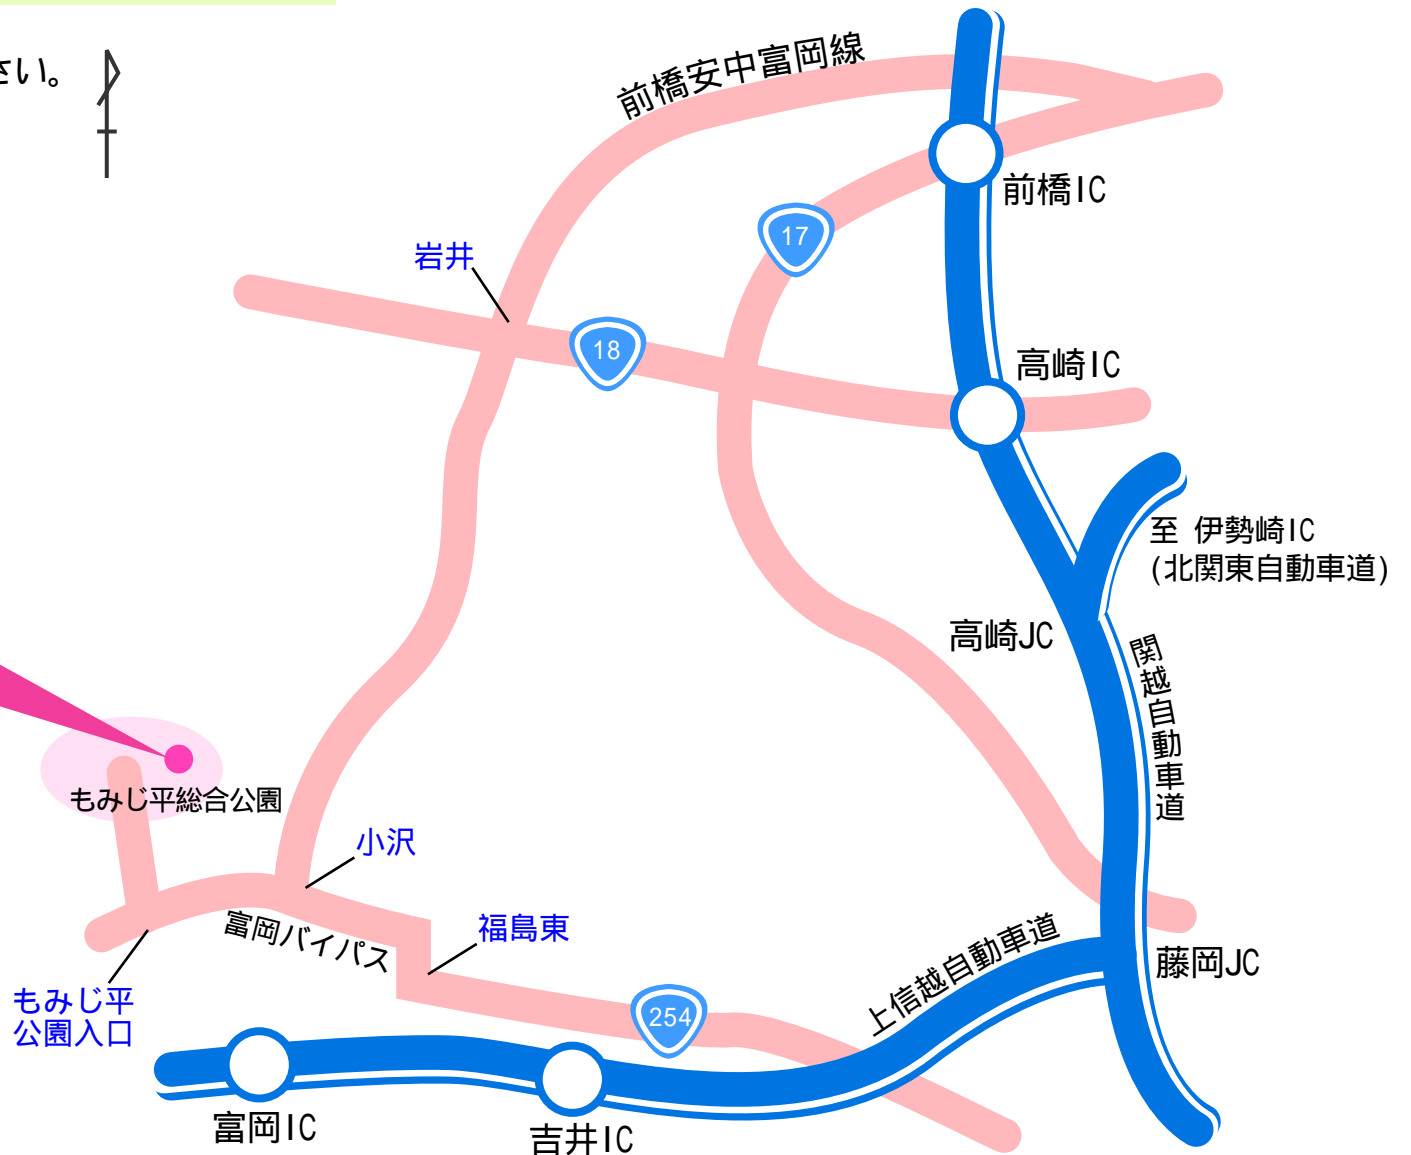 さい。
前橋安中富岡線
前橋IC
17
岩井
18
高崎IC
至 伊勢崎IC
(北関東自動車道)
高崎JC
関越自動車道
もみじ平総合公園
小沢
富岡バイパス
福島東
上信越自動車道
藤岡JC
もみじ平
公園入口
254
富岡IC
吉井IC